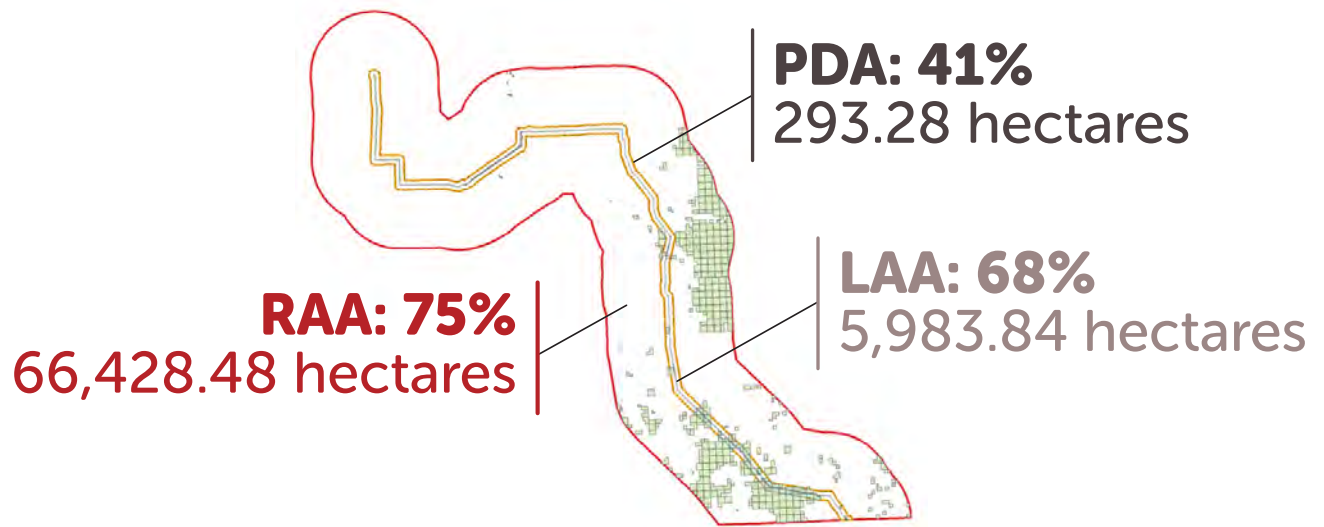 PDA: 41%
293.28 hectares
LAA: 68%
5,983.84 hectares
RAA: 75%
66,428.48 hectares